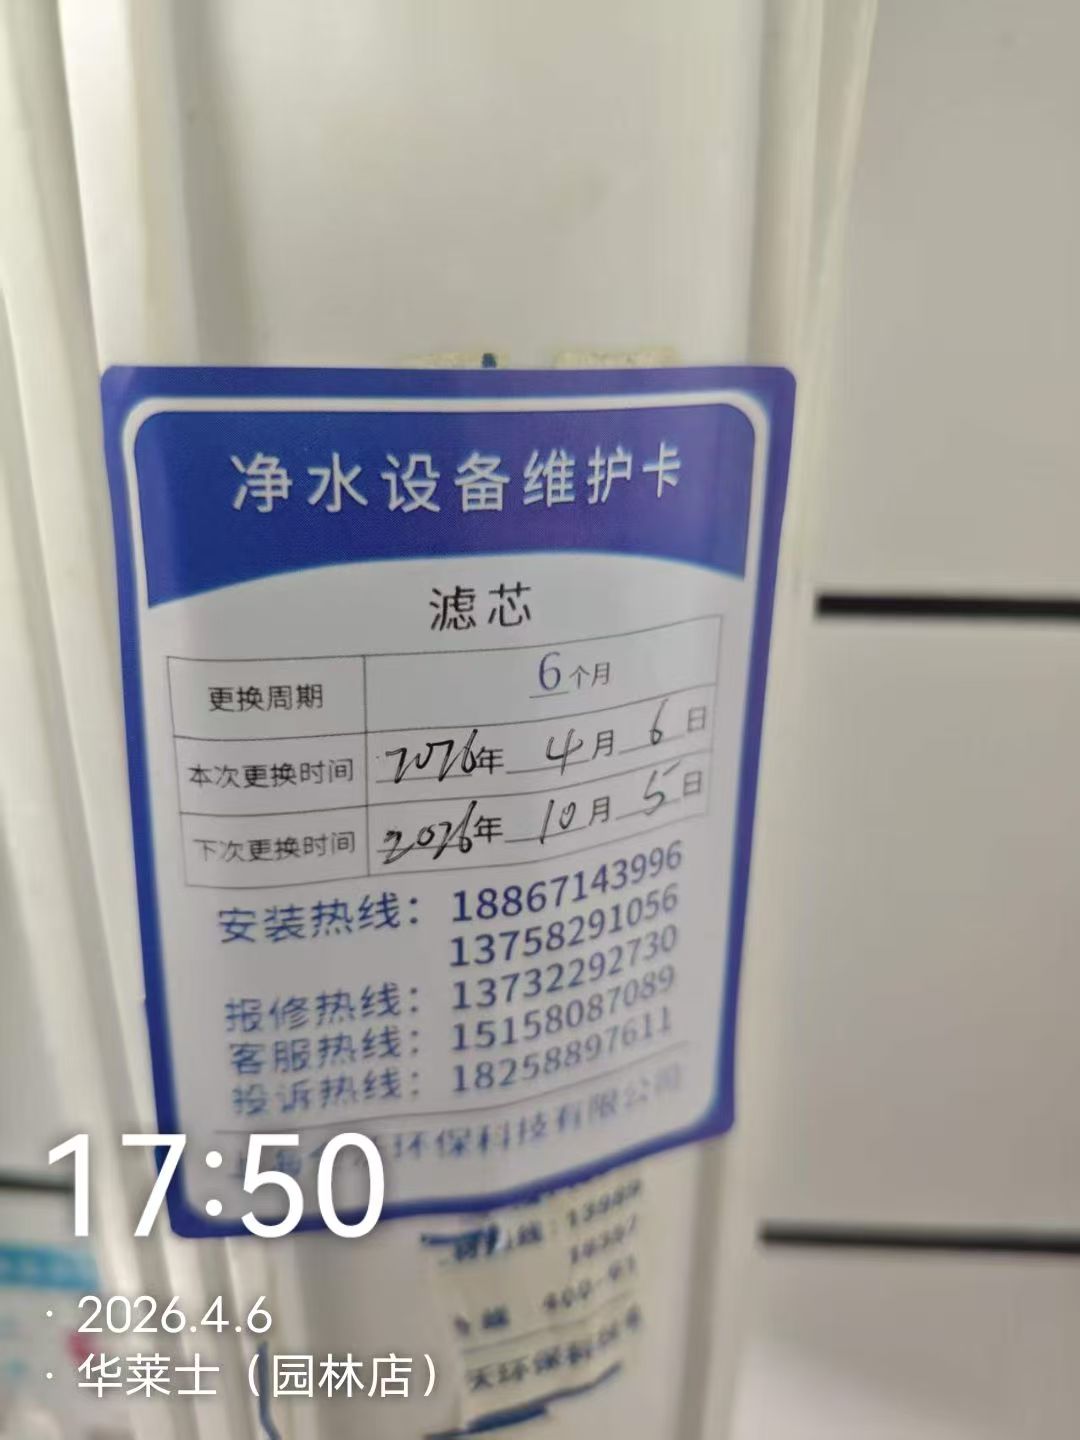 净水设备维护卡
滤芯
更换周期 6个月
本次更换时间 2026年 4月 6日
下次更换时间 2026年 10月 5日
安装热线：18867143996
13758291056
报修热线：13732292730
客服热线：15158087089
投诉热线：18258897611
环保科技有限公司
17:50
· 2026.4.6
· 华莱士（园林店）